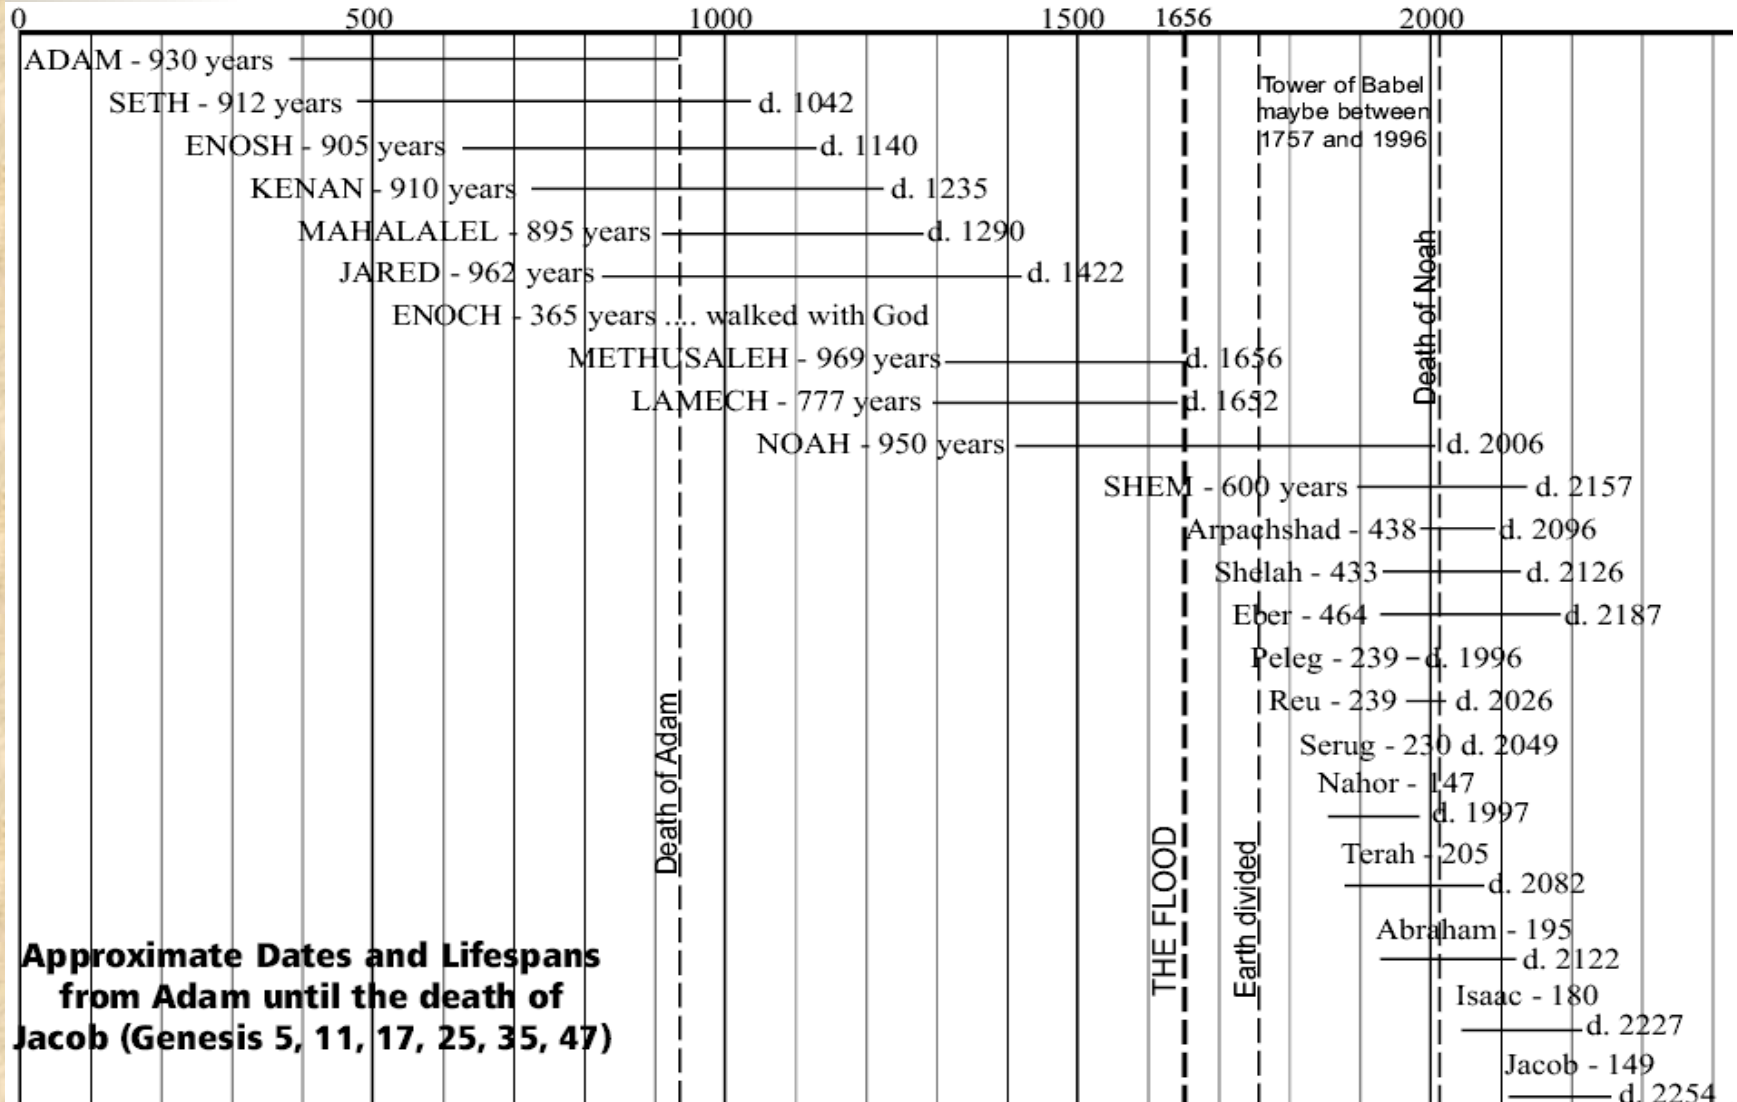 0 500 1000 1500 1656 2000
ADAM - 930 years
SETH - 912 years d. 1042
ENOSH - 905 years d. 1140
KENAN - 910 years d. 1235
MAHALALEL - 895 years d. 1290
JARED - 962 years d. 1422
ENOCH - 365 years .... walked with God
METHUSALEH - 969 years d. 1656
LAMECH - 777 years d. 1652
NOAH - 950 years d. 2006
SHEM - 600 years d. 2157
Arpachshad - 438 d. 2096
Shelah - 433 d. 2126
Eber - 464 d. 2187
Peleg - 239 d. 1996
Reu - 239 d. 2026
Serug - 230 d. 2049
Nahor - 147
d. 1997
Terah - 205
d. 2082
Abraham - 195
d. 2122
Isaac - 180
d. 2227
Jacob - 149
d. 2254
Tower of Babel
maybe between
1757 and 1996
Death of Noah
Death of Adam
THE FLOOD
Earth divided
Approximate Dates and Lifespans
from Adam until the death of
Jacob (Genesis 5, 11, 17, 25, 35, 47)